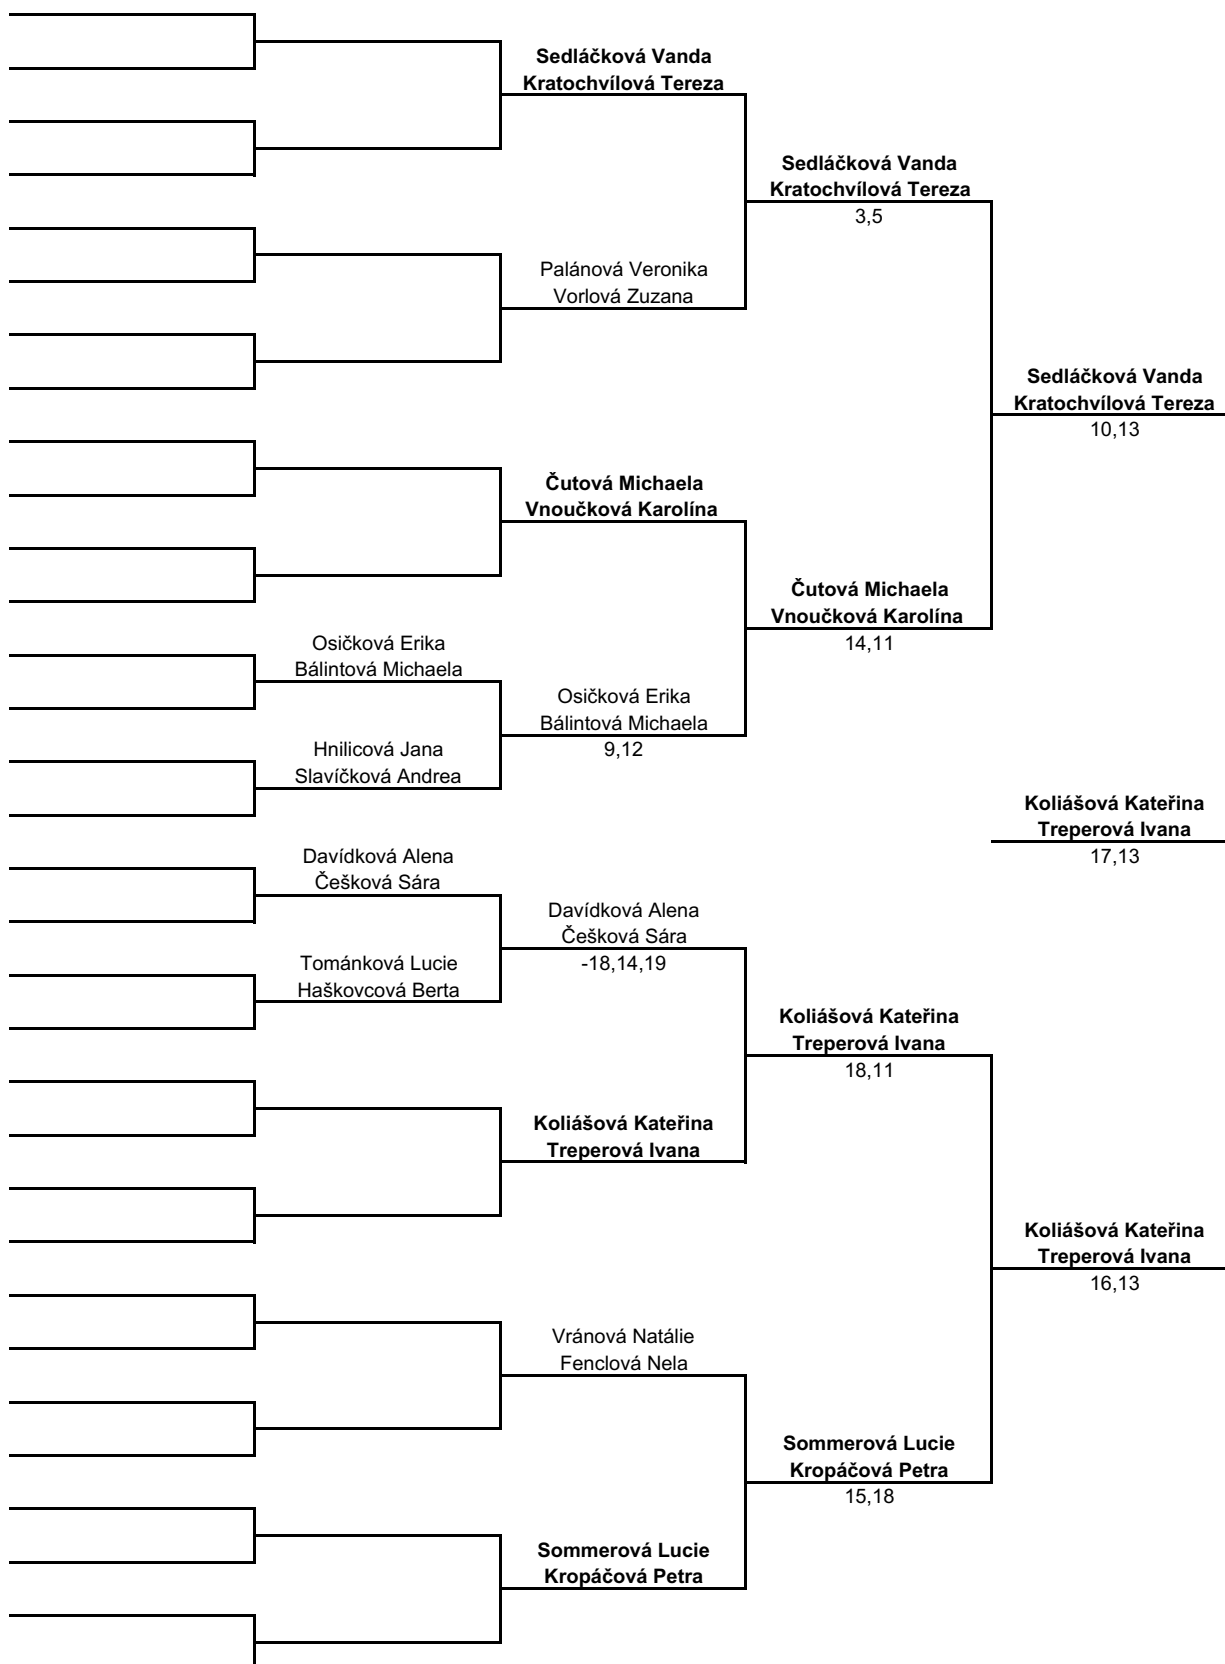 Sedláčková Vanda
Kratochvílová Tereza
Sedláčková Vanda
Kratochvílová Tereza
3,5
Palánová Veronika
Vorlová Zuzana
Sedláčková Vanda
Kratochvílová Tereza
10,13
Čutová Michaela
Vnoučková Karolína
Čutová Michaela
Vnoučková Karolína
14,11
Osičková Erika
Bálintová Michaela
Osičková Erika
Bálintová Michaela
9,12
Hnilicová Jana
Slavíčková Andrea
Koliášová Kateřina
Treperová Ivana
17,13
Davídková Alena
Češková Sára
Davídková Alena
Češková Sára
-18,14,19
Tománková Lucie
Haškovcová Berta
Koliášová Kateřina
Treperová Ivana
18,11
Koliášová Kateřina
Treperová Ivana
Koliášová Kateřina
Treperová Ivana
16,13
Vránová Natálie
Fenclová Nela
Sommerová Lucie
Kropáčová Petra
15,18
Sommerová Lucie
Kropáčová Petra